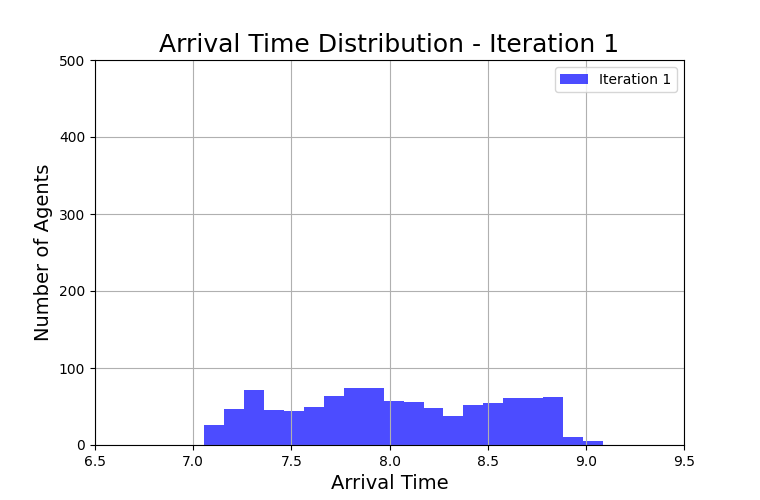 Arrival Time Distribution - Iteration 1
500
Iteration 1
400
300
200
100
0
Number of Agents
6.5 7.0 7.5 8.0 8.5 9.0 9.5
Arrival Time